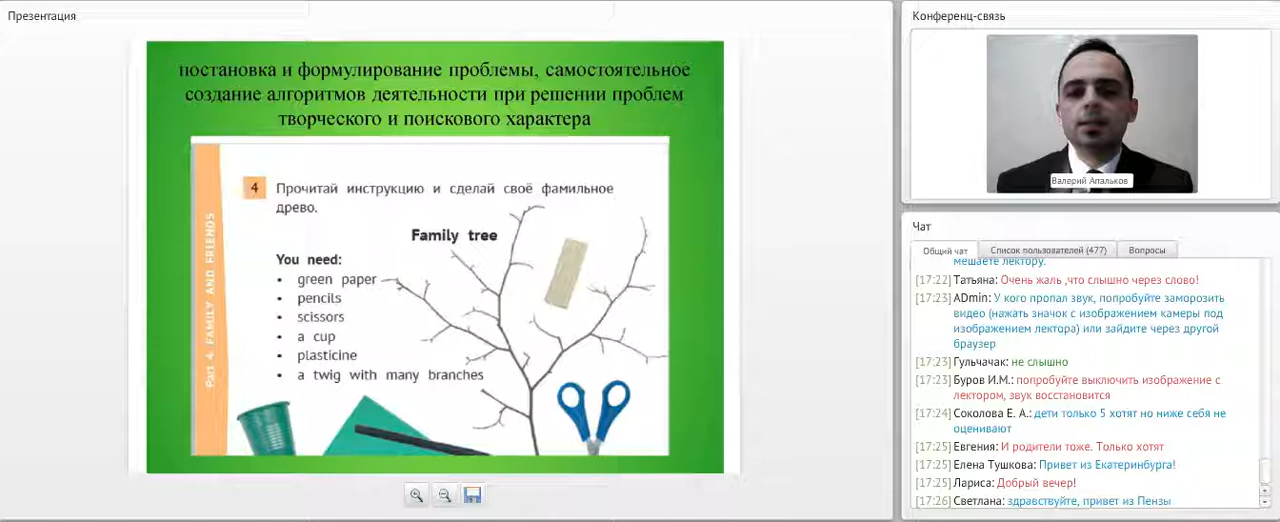 Презентация
постановка и формулирование проблемы, самостоятельное
создание алгоритмов деятельности при решении проблем
творческого и поискового характера
Part 4. FAMILY AND FRIENDS
4 Прочитай инструкцию и сделай своё фамильное
древо.
Family tree
You need:
• green paper
• pencils
• scissors
• a cup
• plasticine
• a twig with many branches
Конференц-связь
Валерий Апальков
Чат
Общий чат Список пользователей (477) Вопросы
мешаете лектору.
[17:22] Татьяна: Очень жаль ,что слышно через слово!
[17:23] ADmin: У кого пропал звук, попробуйте заморозить
видео (нажать значок с изображением камеры под
изображением лектора) или зайдите через другой
браузер
[17:23] Гульчачак: не слышно
[17:23] Буров И.М.: попробуйте выключить изображение с
лектором, звук восстановится
[17:24] Соколова Е. А.: дети только 5 хотят но ниже себя не
оценивают
[17:25] Евгения: И родители тоже. Только хотят
[17:25] Елена Тушкова: Привет из Екатеринбурга!
[17:25] Лариса: Добрый вечер!
[17:26] Светлана: здравствуйте, привет из Пензы